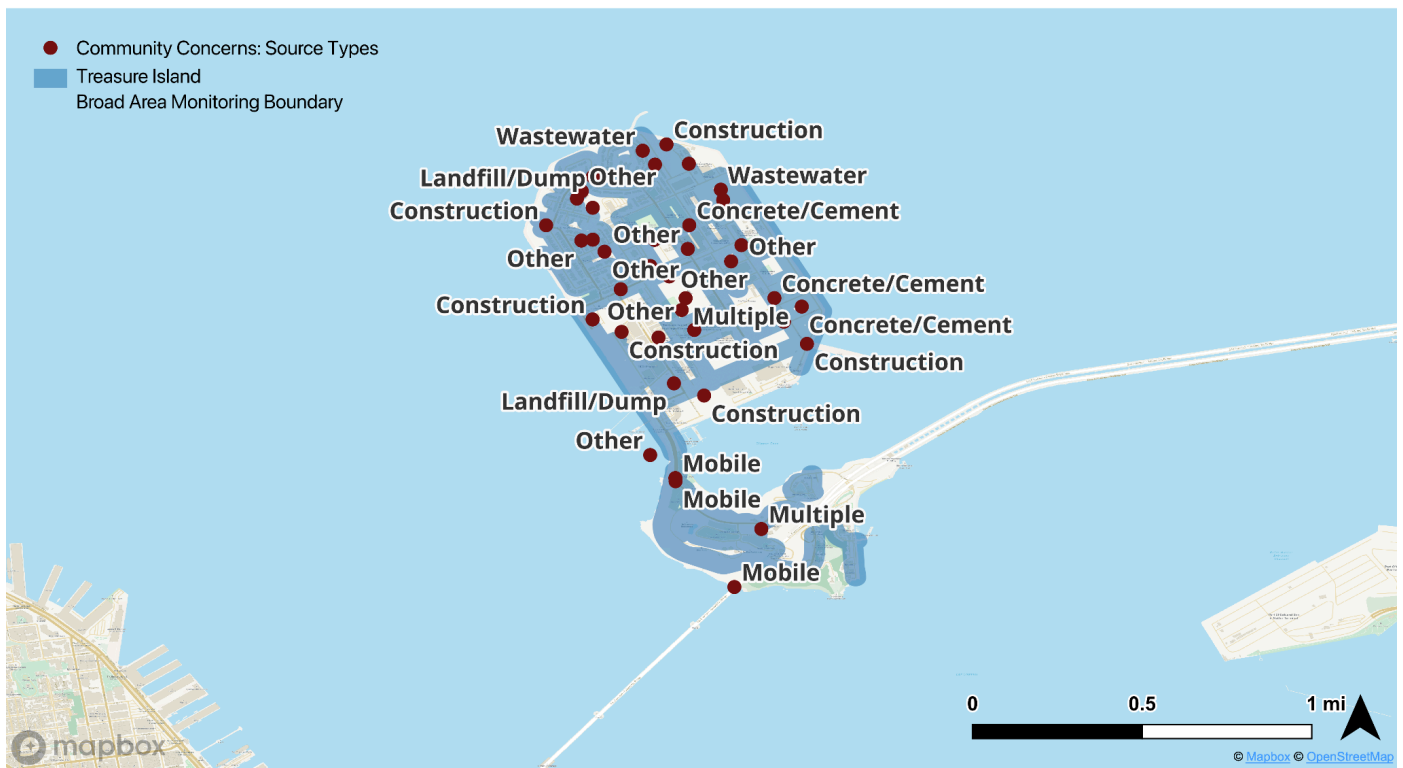 Community Concerns: Source Types
Treasure Island
Broad Area Monitoring Boundary
Construction
Wastewater
Wastewater
Landfill/Dump
Other
Construction
Concrete/Cement
Other
Other
Other
Other
Other
Concrete/Cement
Construction
Other
Multiple
Concrete/Cement
Construction
Construction
Landfill/Dump
Construction
Other
Mobile
Mobile
Multiple
Mobile
0 0.5 1 mi
mapbox
© Mapbox © OpenStreetMap